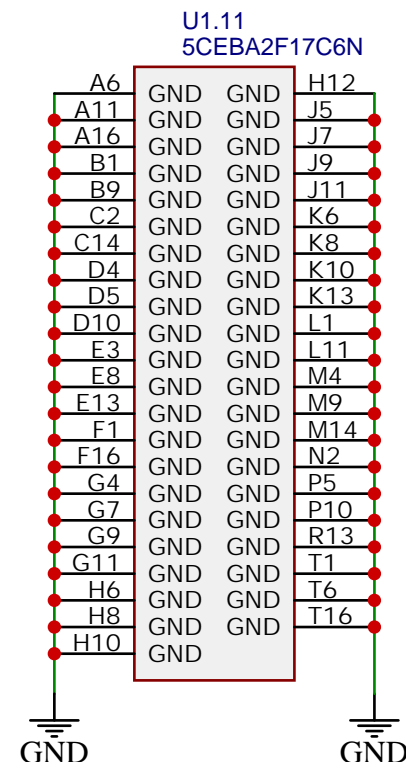 U1.11
5CEBA2F17C6N
A6 GND GND H12
A11 GND GND J5
A16 GND GND J7
B1 GND GND J9
B9 GND GND J11
C2 GND GND K6
C14 GND GND K8
D4 GND GND K10
D5 GND GND K13
D10 GND GND L1
E3 GND GND L11
E8 GND GND M4
E13 GND GND M9
F1 GND GND M14
F16 GND GND N2
G4 GND GND P5
G7 GND GND P10
G9 GND GND R13
G11 GND GND T1
H6 GND GND T6
H8 GND GND T16
H10 GND
GND GND